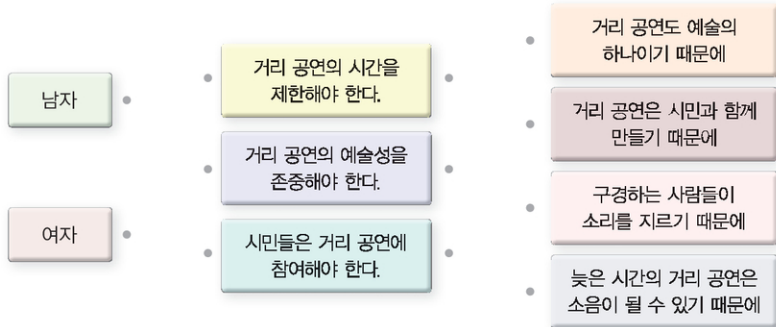 남자
여자
거리 공연의 시간을
제한해야 한다.
거리 공연의 예술성을
존중해야 한다.
시민들은 거리 공연에
참여해야 한다.
거리 공연도 예술의
하나이기 때문에
거리 공연은 시민과 함께
만들기 때문에
구경하는 사람들이
소리를 지르기 때문에
늦은 시간의 거리 공연은
소음이 될 수 있기 때문에